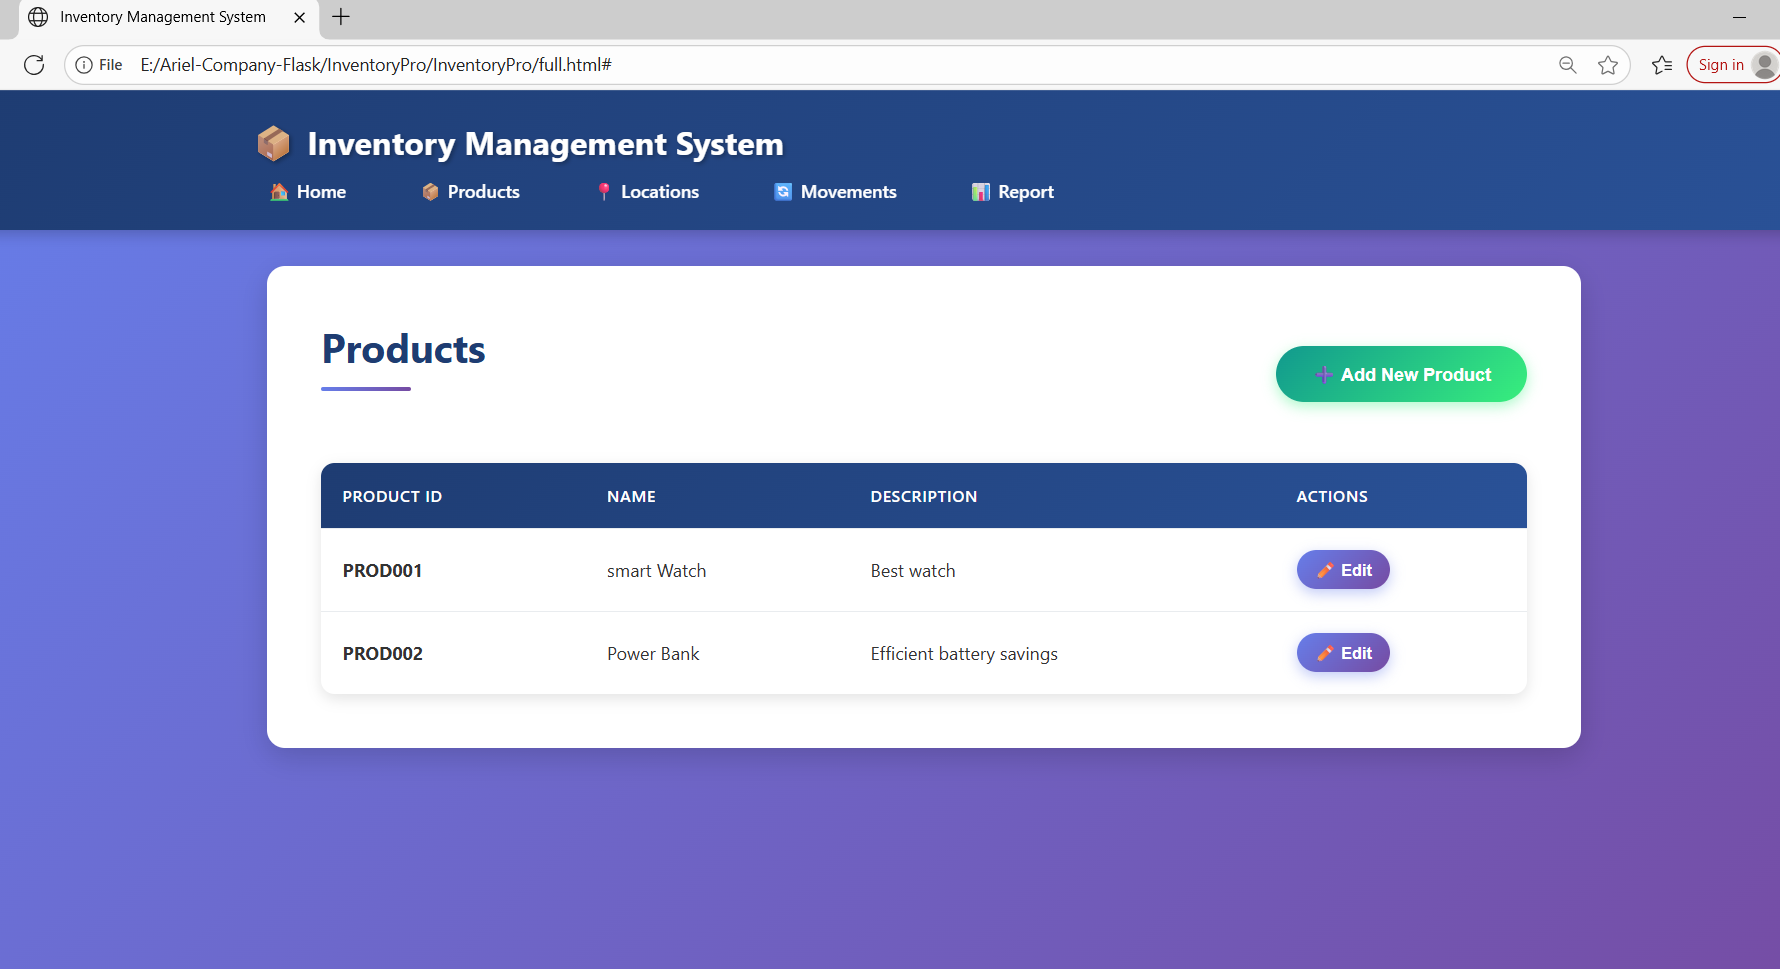 Inventory Management System
File E:/Ariel-Company-Flask/InventoryPro/InventoryPro/full.html# Sign in
Inventory Management System
Home Products Locations Movements Report
Products
Add New Product
PRODUCT ID NAME DESCRIPTION ACTIONS
PROD001 smart Watch Best watch Edit
PROD002 Power Bank Efficient battery savings Edit